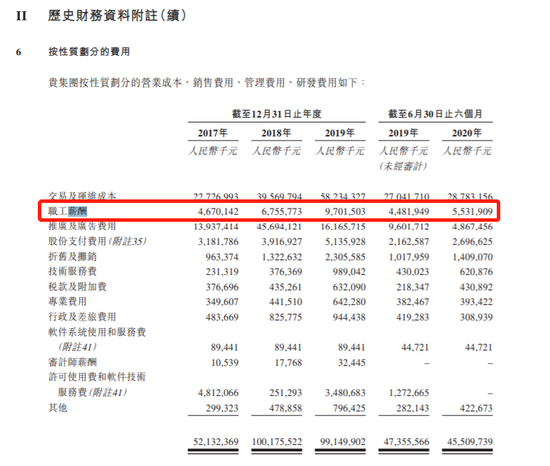 II 歷史財務資料附註（續）
6 按性質劃分的費用
貴集團按性質劃分的營業成本、銷售費用、管理費用、研發費用如下：
截至12月31日止年度 截至6月30日止六個月
2017年 2018年 2019年 2019年 2020年
人民幣千元 人民幣千元 人民幣千元 人民幣千元 人民幣千元
(未經審計)
交易及運維成本 22,726,993 39,569,794 58,234,327 27,041,710 28,783,156
職工薪酬 4,670,142 6,755,773 9,701,503 4,481,949 5,531,909
推廣及廣告費用 13,937,414 45,694,121 16,165,715 9,601,712 4,867,456
股份支付費用(附註35) 3,181,786 3,916,927 5,135,928 2,162,587 2,696,625
折舊及攤銷 963,374 1,322,630 2,305,585 1,017,959 1,409,070
技術服務費 231,319 376,369 989,042 430,023 620,876
稅款及附加費 376,696 435,261 632,090 218,347 430,892
專業費用 349,607 441,510 642,280 382,467 393,422
行政及差旅費用 483,669 825,775 944,438 419,283 308,939
軟件系統使用和服務費
(附註41) 89,441 89,441 89,441 44,721 44,721
審計師薪酬 10,539 17,768 32,445 – –
許可使用費和軟件技術
服務費(附註41) 4,812,066 251,293 3,480,683 1,272,665 –
其他 299,323 478,858 796,425 282,143 422,673
52,132,369 100,175,522 99,149,902 47,355,566 45,509,739